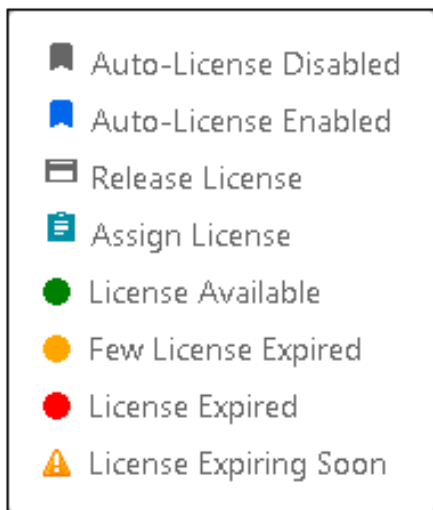 Auto-License Disabled
Auto-License Enabled
Release License
Assign License
License Available
Few License Expired
License Expired
License Expiring Soon